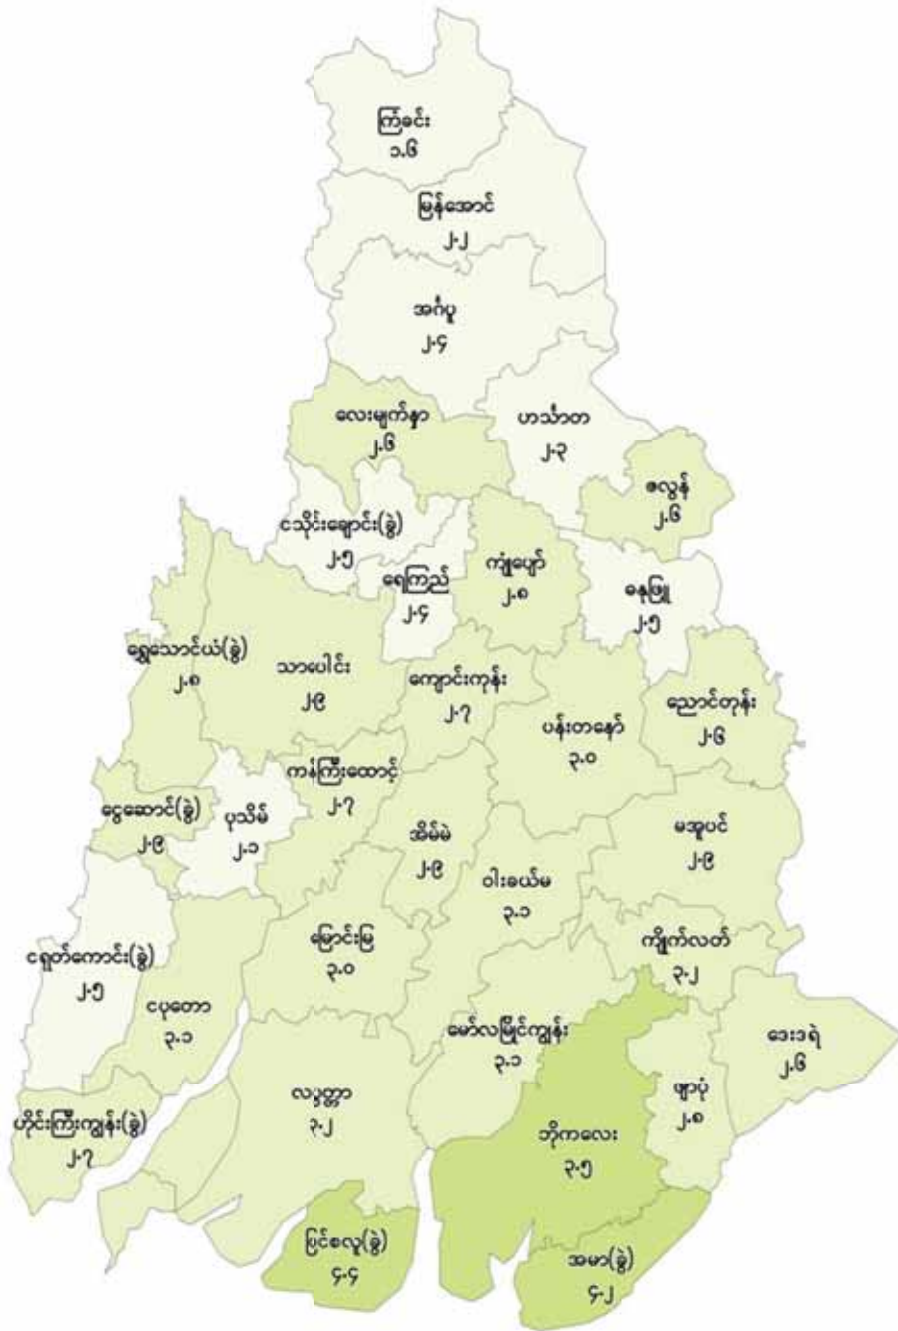 ကြံခင်း
၁.၆
မြန်အောင်
၂.၂
အင်္ဂပူ
၂.၄
လေးမျက်နှာ
၂.၆
ဟင်္သာတ
၂.၃
ဇလွန်
၂.၆
ငသိုင်းချောင်း(ခွဲ)
၂.၅
ရေကြည်
၂.၄
ကျုံပျော်
၂.၈
ဓနုဖြူ
၂.၅
ရွှေသောင်ယံ(ခွဲ)
၂.၈
သာပေါင်း
၂၉
ကျောင်းကုန်း
၂.၇
ပန်းတနော်
၃.၀
ညောင်တုန်း
၂.၆
ငွေဆောင်(ခွဲ)
၂.၉
ပုသိမ်
၂.၁
ကန်ကြီးထောင့်
၂.၇
အိမ်မဲ
၂.၉
ဝါးခယ်မ
၃.၁
မအူပင်
၂.၉
ငရုတ်ကောင်း(ခွဲ)
၂.၅
ငပုတော
၃.၁
မြောင်းမြ
၃.၀
ကျိုက်လတ်
၃.၂
မော်လမြိုင်ကျွန်း
၃.၁
ဒေးဒရဲ
၂.၆
ဟိုင်းကြီးကျွန်း(ခွဲ)
၂.၇
လပွတ္တာ
၃.၂
ဘိုကလေး
၃.၅
ဖျာပုံ
၂.၈
ပြင်စလူ(ခွဲ)
၄.၄
အမာ(ခွဲ)
၄.၂